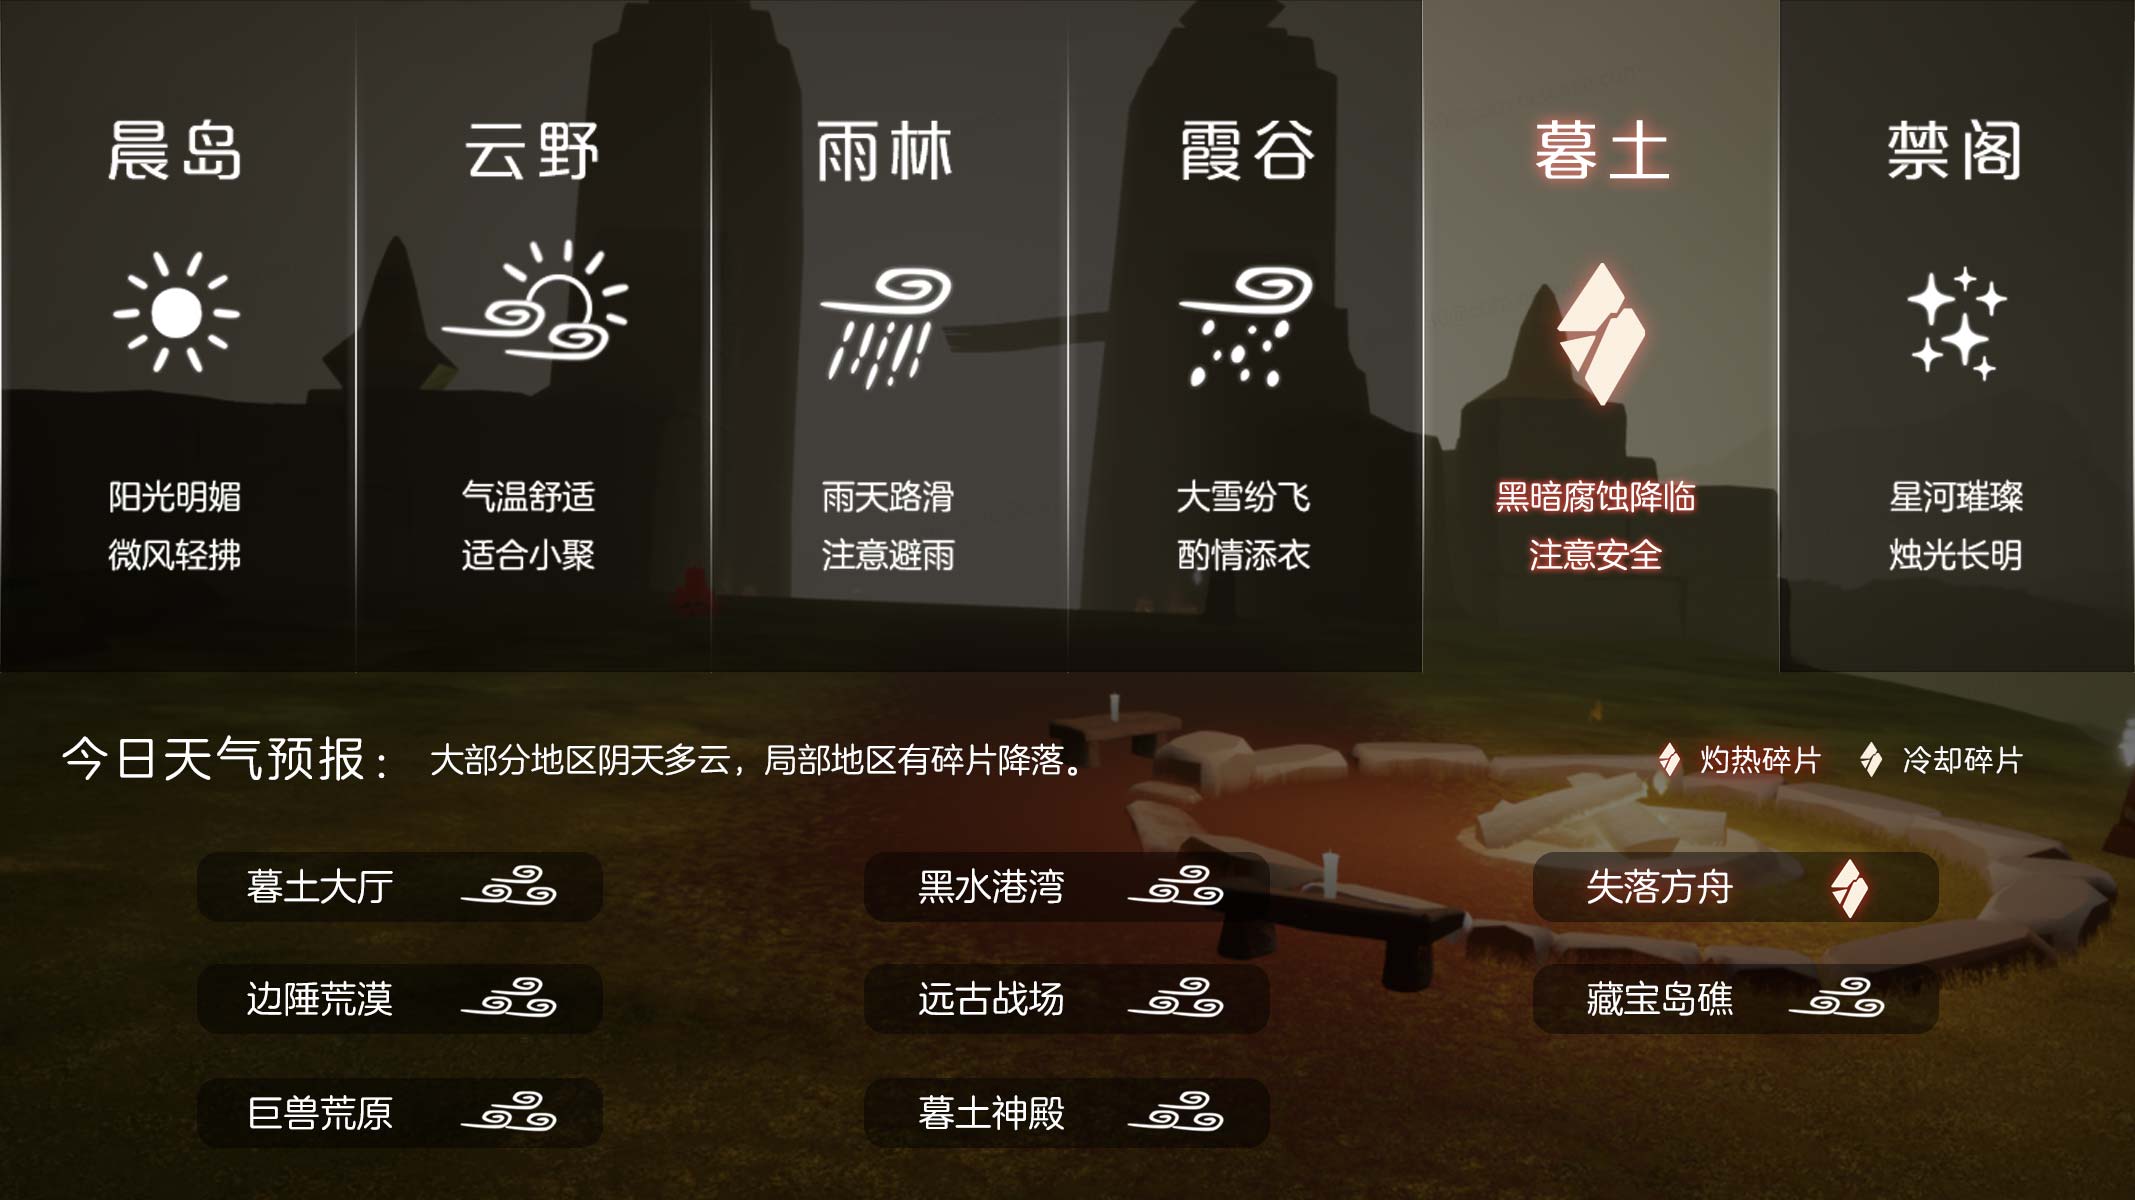 晨岛
云野
雨林
霞谷
暮土
禁阁
阳光明媚
微风轻拂
气温舒适
适合小聚
雨天路滑
注意避雨
大雪纷飞
酌情添衣
黑暗腐蚀降临
注意安全
星河璀璨
烛光长明
今日天气预报： 大部分地区阴天多云，局部地区有碎片降落。
灼热碎片 冷却碎片
暮土大厅 黑水港湾 失落方舟
边陲荒漠 远古战场 藏宝岛礁
巨兽荒原 暮土神殿